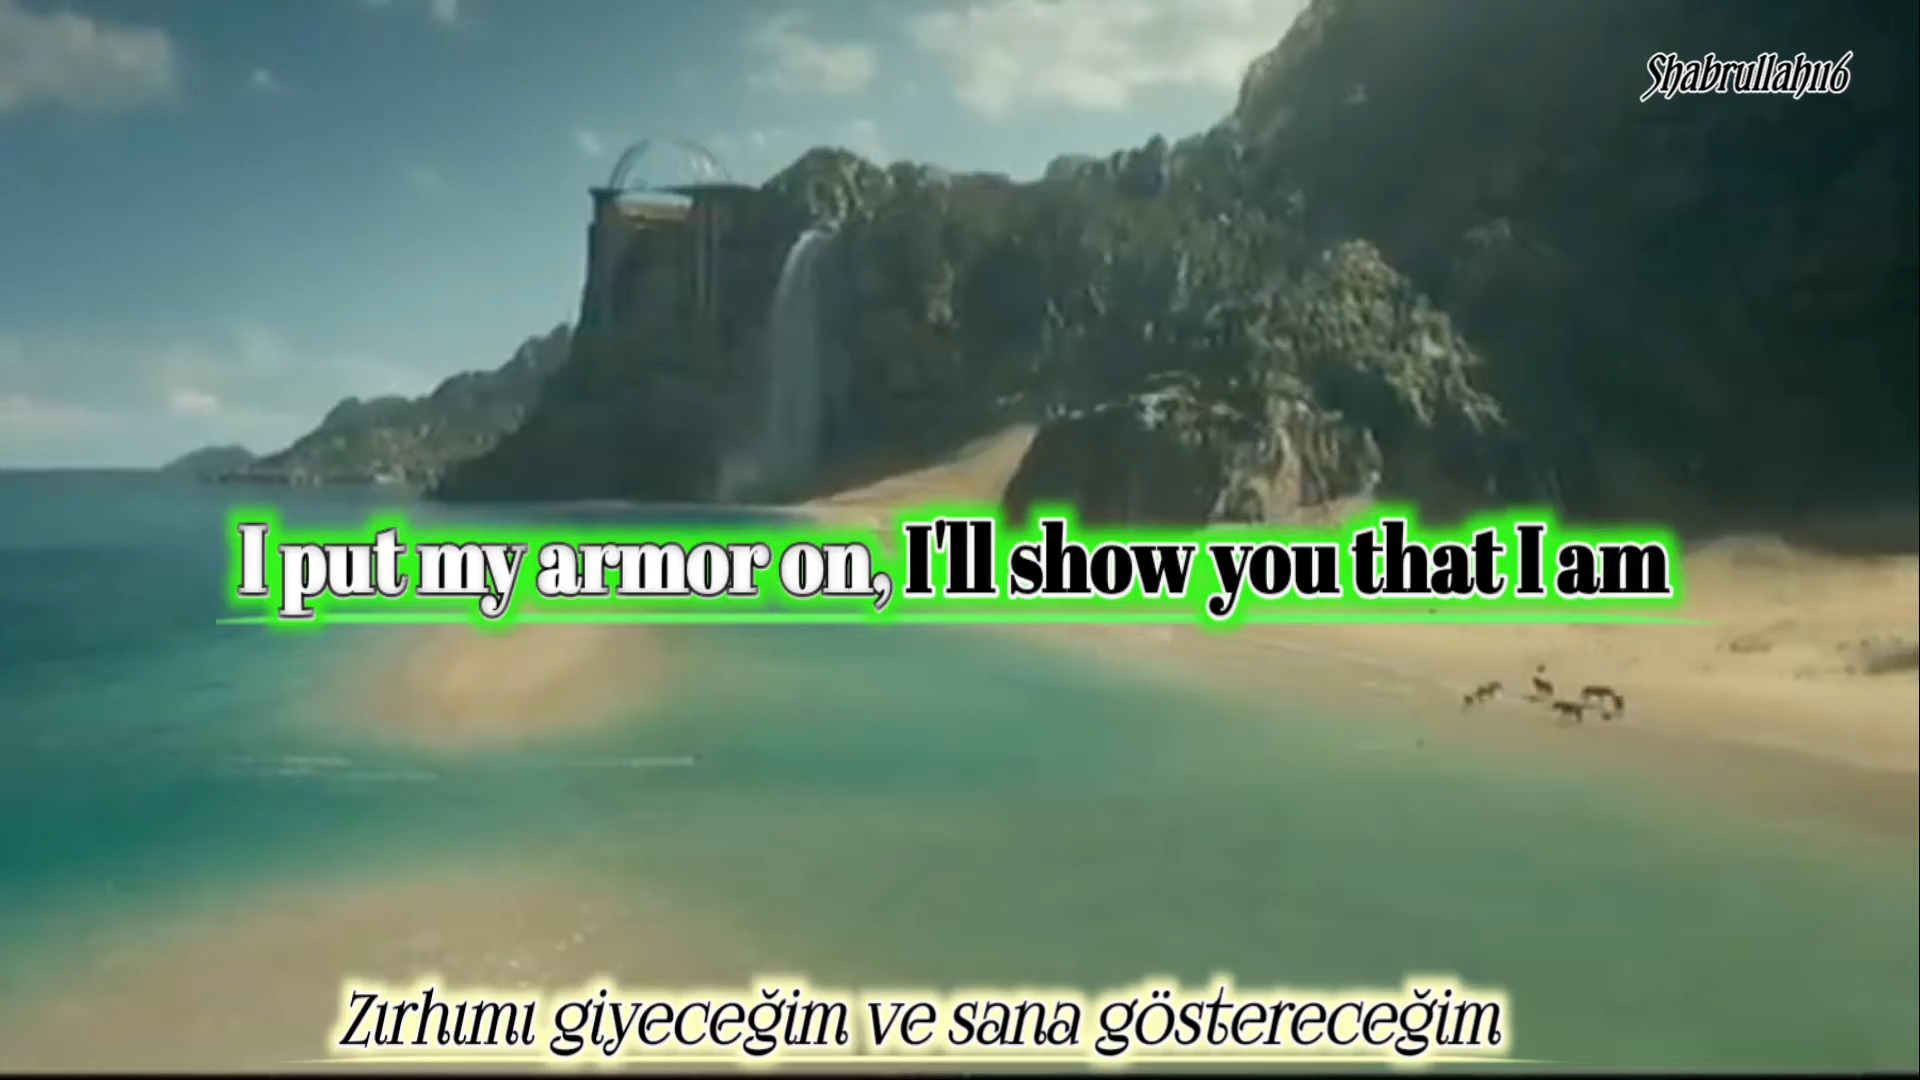 Shabrullah116
I put my armor on, I'll show you that I am
Zırhımı giyeceğim ve sana göstereceğim